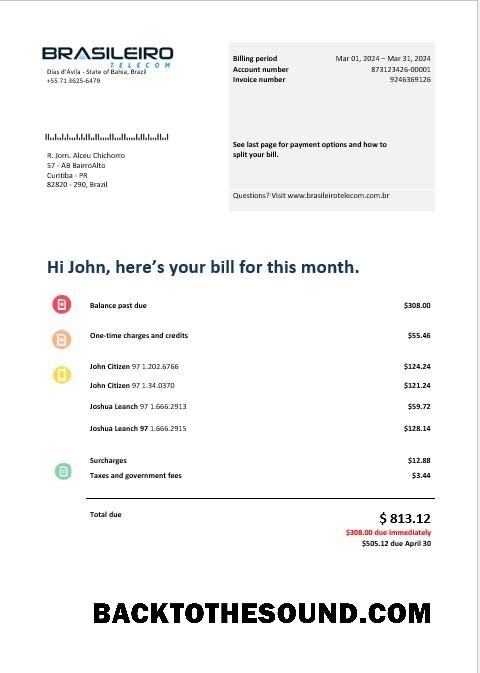 BRASILEIRO
TELECOM
Dias d'Ávila - State of Bahia, Brazil
+55 71 3625-6479
Billing period Mar 01, 2024 – Mar 31, 2024
Account number 873123426-00001
Invoice number 9246369126
See last page for payment options and how to
split your bill.
Questions? Visit www.brasileirotelecom.com.br
R. Jorn. Alceu Chichorro
57 - AB BairroAlto
Curitiba - PR
82820 - 290, Brazil
Hi John, here's your bill for this month.
Balance past due $308.00
One-time charges and credits $55.46
John Citizen 97 1.202.6766 $124.24
John Citizen 97 1.34.0370 $121.24
Joshua Leanch 97 1.666.2913 $59.72
Joshua Leanch 97 1.666.2915 $128.14
Surcharges $12.88
Taxes and government fees $3.44
Total due $ 813.12
$308.00 due immediately
$505.12 due April 30
BACKTOTHESOUND.COM